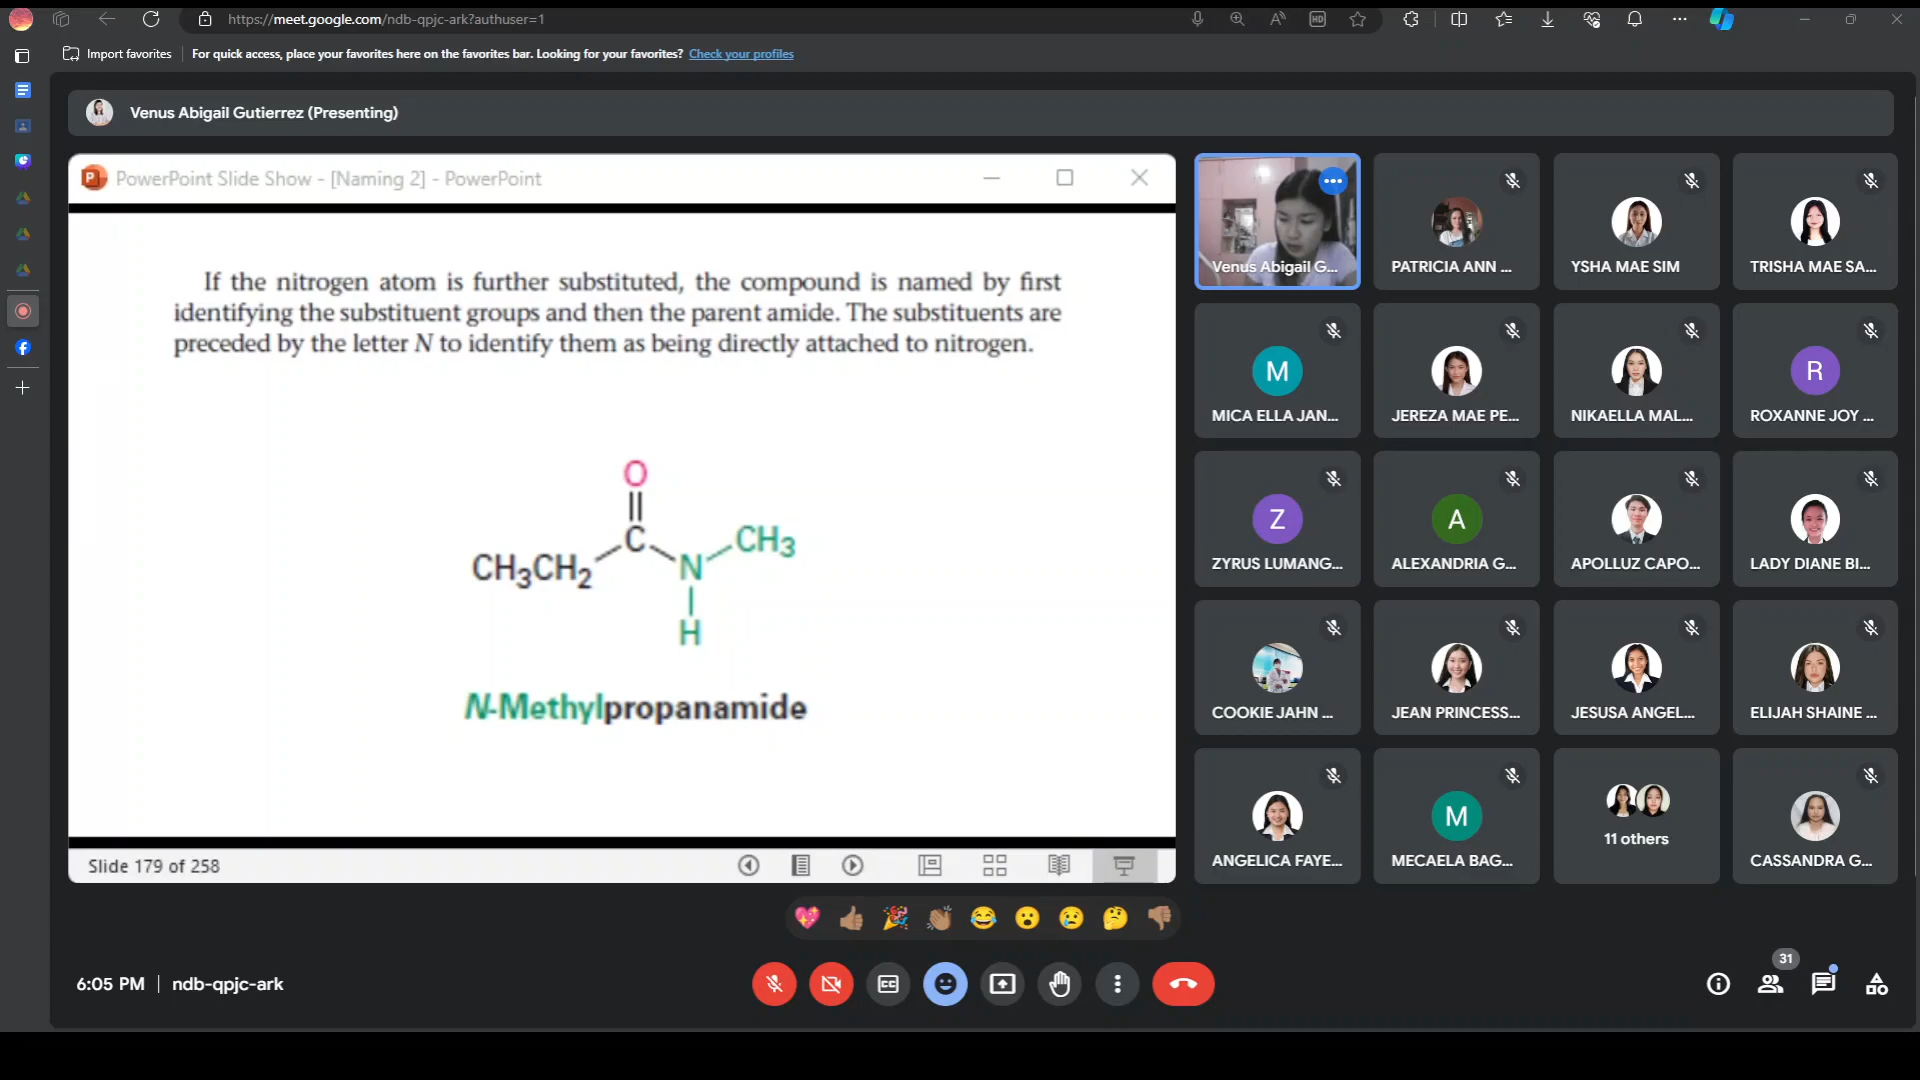 https://meet.google.com/ndb-qpjc-ark?authuser=1
Import favorites
For quick access, place your favorites here on the favorites bar. Looking for your favorites? Check your profiles
Venus Abigail Gutierrez (Presenting)
PowerPoint Slide Show - [Naming 2] - PowerPoint
If the nitrogen atom is further substituted, the compound is named by first
identifying the substituent groups and then the parent amide. The substituents are
preceded by the letter N to identify them as being directly attached to nitrogen.
O
C
CH3
CH3CH2
N
H
N-Methylpropanamide
Slide 179 of 258
Venus Abigail G...
PATRICIA ANN ...
YSHA MAE SIM
TRISHA MAE SA...
M
R
MICA ELLA JAN...
JEREZA MAE PE...
NIKAELLA MAL...
ROXANNE JOY ...
Z
A
ZYRUS LUMANG...
ALEXANDRIA G...
APOLLUZ CAPO...
LADY DIANE BI...
COOKIE JAHN ...
JEAN PRINCESS...
JESUSA ANGEL...
ELIJAH SHAINE ...
M
ANGELICA FAYE...
MECAELA BAG...
11 others
CASSANDRA G...
6:05 PM | ndb-qpjc-ark
31